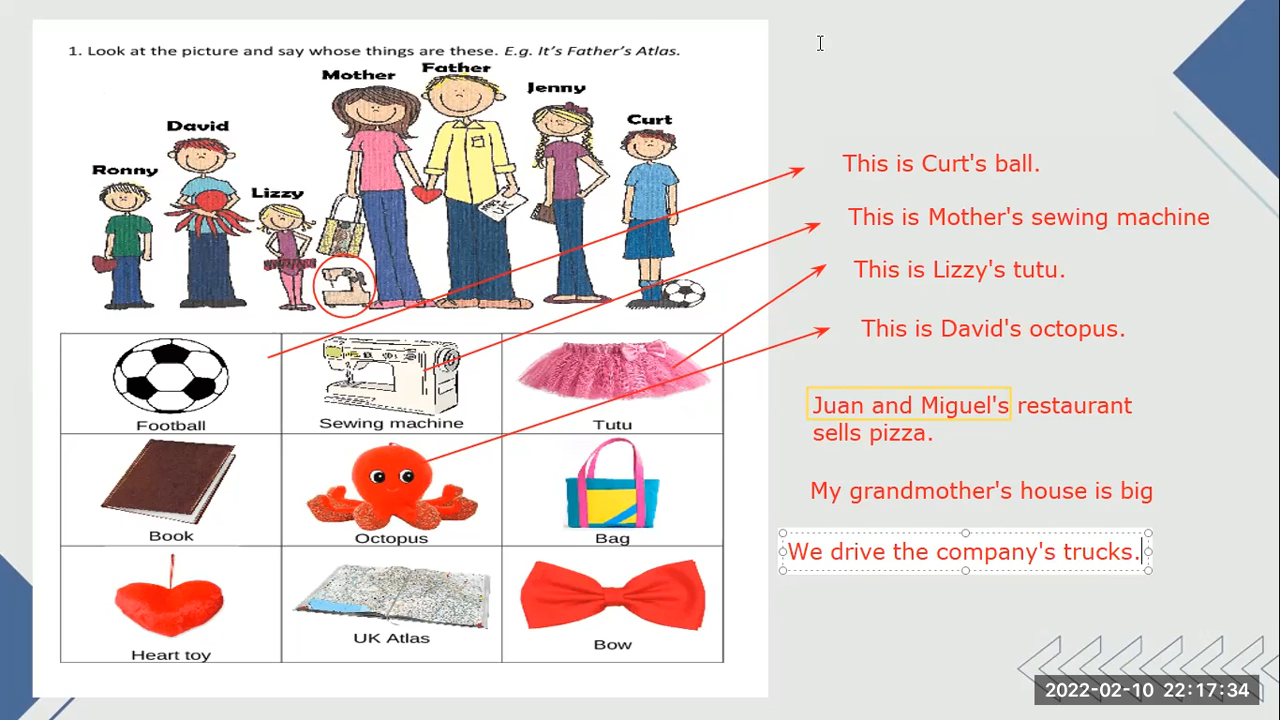 1. Look at the picture and say whose things are these. E.g. It's Father's Atlas.
Mother
Father
Jenny
David
Curt
Ronny
Lizzy
UK
This is Curt's ball.
This is Mother's sewing machine
This is Lizzy's tutu.
This is David's octopus.
Football
Sewing machine
Tutu
Juan and Miguel's restaurant
sells pizza.
Book
Octopus
Bag
My grandmother's house is big
We drive the company's trucks.
Heart toy
UK Atlas
Bow
2022-02-10 22:17:34